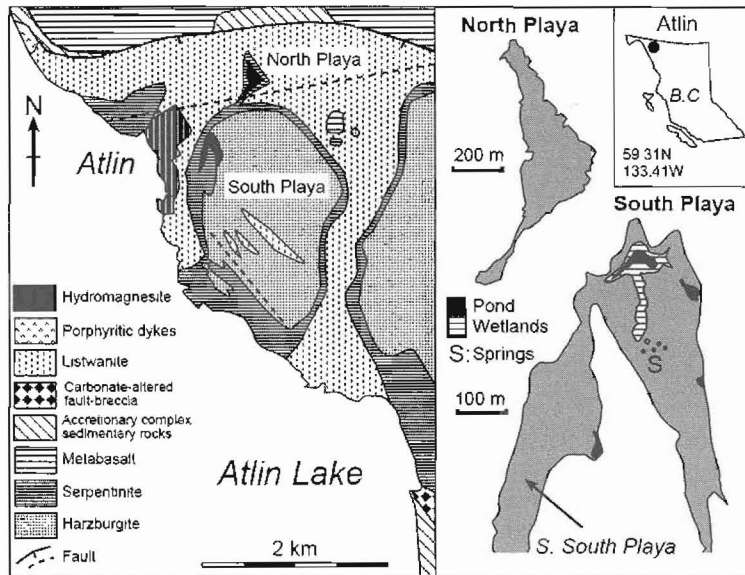 North Playa
N
Atlin
South Playa
Hydromagnesite
Porphyritic dykes
Listwanite
Carbonate-altered
fault-breccia
Accretionary complex
sedimentary rocks
Metabasalt
Serpentinite
Harzburgite
Fault
Atlin Lake
2 km
North Playa
200 m
Atlin
B.C
59 31N
133.41W
South Playa
Pond
Wetlands
S: Springs
S
100 m
S. South Playa